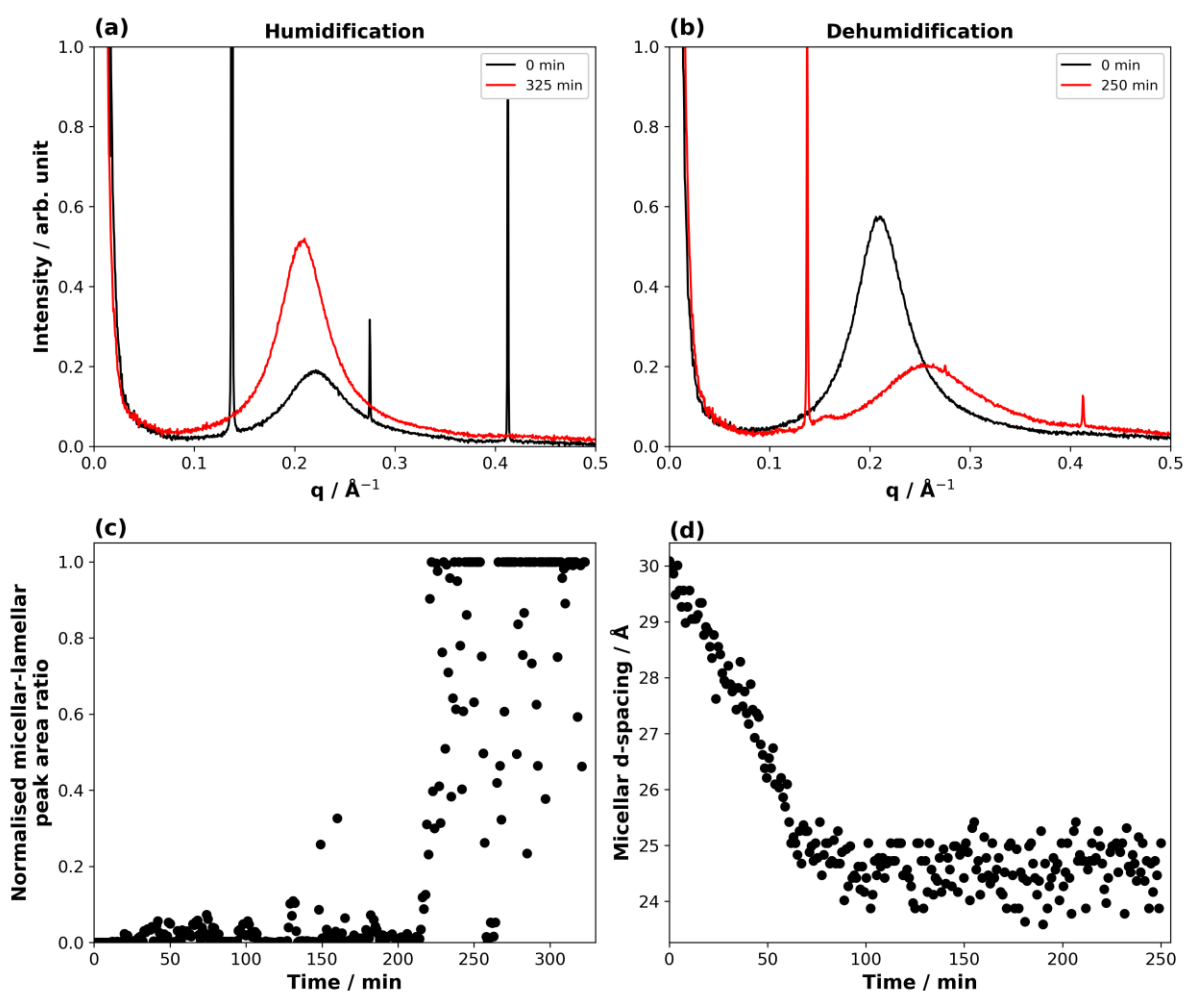 (a)
Humidification
(b)
Dehumidification
1.0
0.8
0.6
0.4
0.2
0.0
Intensity / arb. unit
0 min
325 min
0.0 0.1 0.2 0.3 0.4 0.5
q / Å⁻¹
1.0
0.8
0.6
0.4
0.2
0.0
0 min
250 min
0.0 0.1 0.2 0.3 0.4 0.5
q / Å⁻¹
(c)
1.0
0.8
0.6
0.4
0.2
0.0
Normalised micellar-lamellar
peak area ratio
0 50 100 150 200 250 300
Time / min
(d)
30
29
28
27
26
25
24
Micellar d-spacing / Å
0 50 100 150 200 250
Time / min